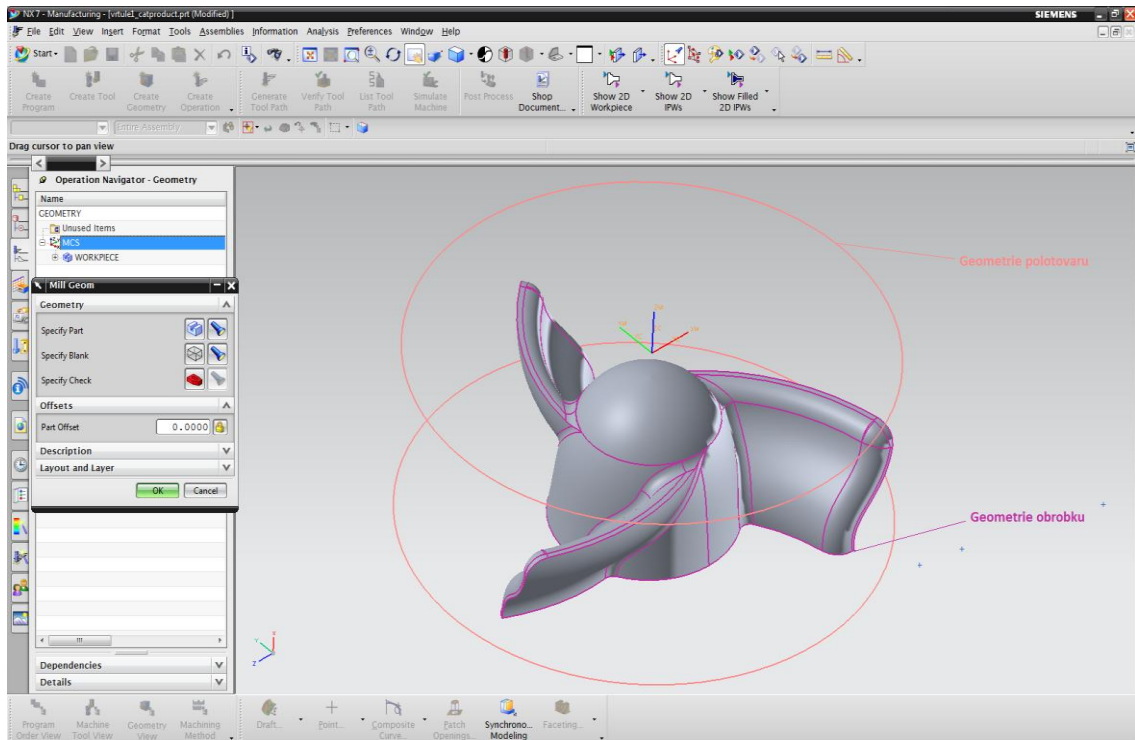 NX 7 - Manufacturing - [vrtule1_catproduct.prt (Modified) ]
SIEMENS
File Edit View Insert Format Tools Assemblies Information Analysis Preferences Window Help
Start
Create Program
Create Tool
Create Geometry
Create Operation
Generate Tool Path
Verify Tool Path
List Tool Path
Simulate Machine
Post Process
Shop Document...
Show 2D Workpiece
Show 2D IPWs
Show Filled 2D IPWs
Entire Assembly
Drag cursor to pan view
Operation Navigator - Geometry
Name
GEOMETRY
Unused Items
MCS
WORKPIECE
Mill Geom
Geometry
Specify Part
Specify Blank
Specify Check
Offsets
Part Offset 0.0000
Description
Layout and Layer
OK Cancel
Geometrie polotovaru
Geometrie obrobku
Dependencies
Details
Program Order View
Machine Tool View
Geometry View
Machining Method
Draft...
Point...
Composite Curve...
Patch Openings...
Synchrono... Modeling
Faceting...